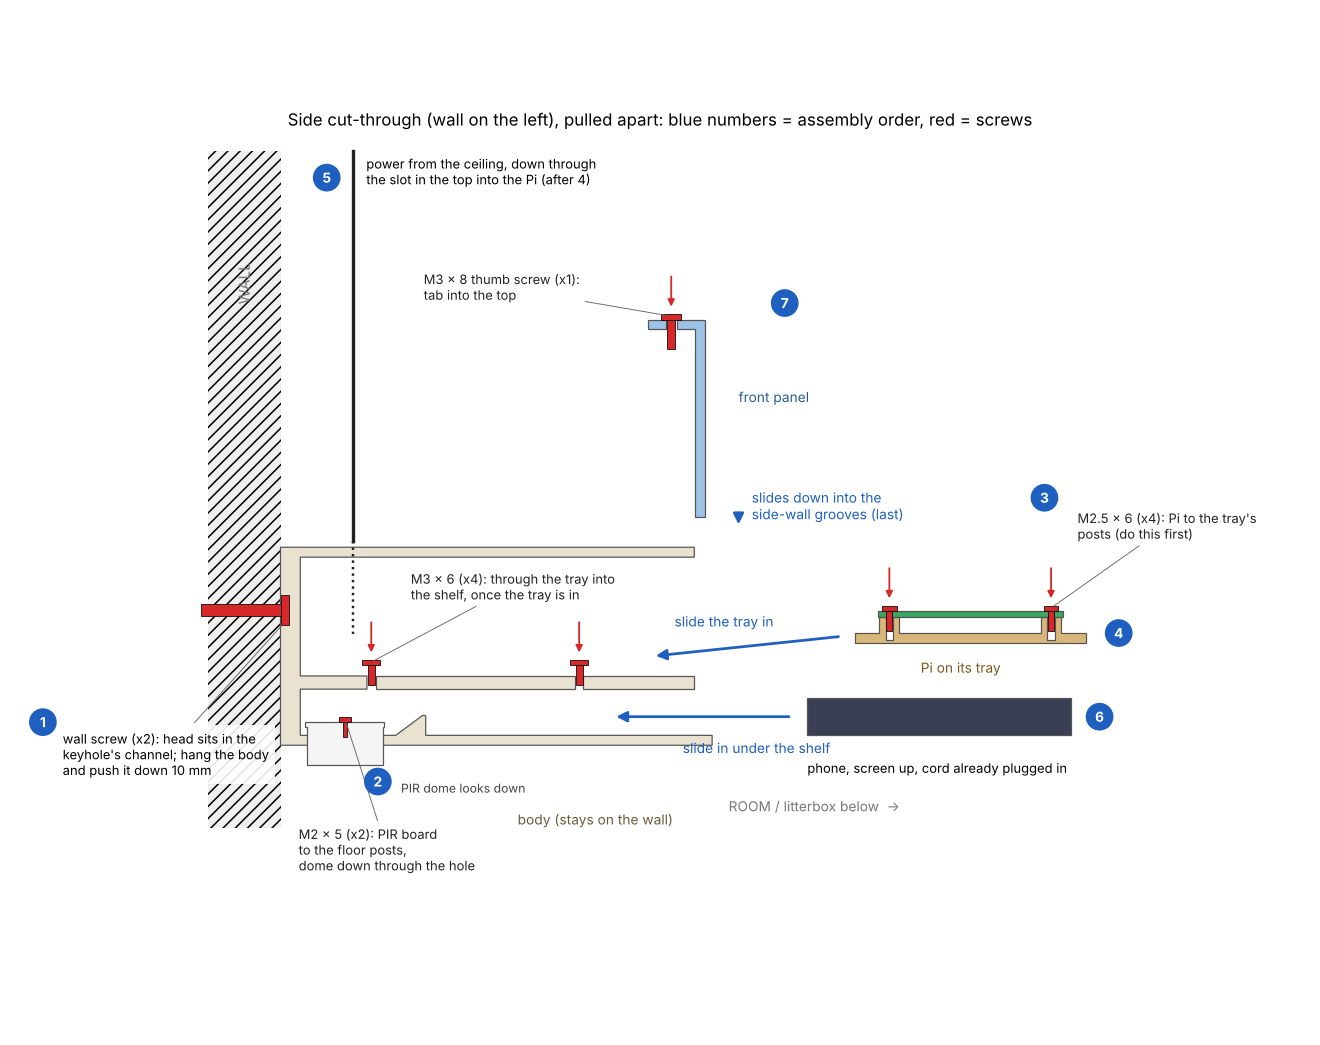 Side cut-through (wall on the left), pulled apart: blue numbers = assembly order, red = screws
5
power from the ceiling, down through
the slot in the top into the Pi (after 4)
WALL
M3 × 8 thumb screw (x1):
tab into the top
7
front panel
slides down into the
side-wall grooves (last)
3
M2.5 × 6 (x4): Pi to the tray's
posts (do this first)
M3 × 6 (x4): through the tray into
the shelf, once the tray is in
slide the tray in
4
Pi on its tray
1
wall screw (x2): head sits in the
keyhole's channel; hang the body
and push it down 10 mm
6
slide in under the shelf
phone, screen up, cord already plugged in
2
PIR dome looks down
ROOM / litterbox below →
body (stays on the wall)
M2 × 5 (x2): PIR board
to the floor posts,
dome down through the hole